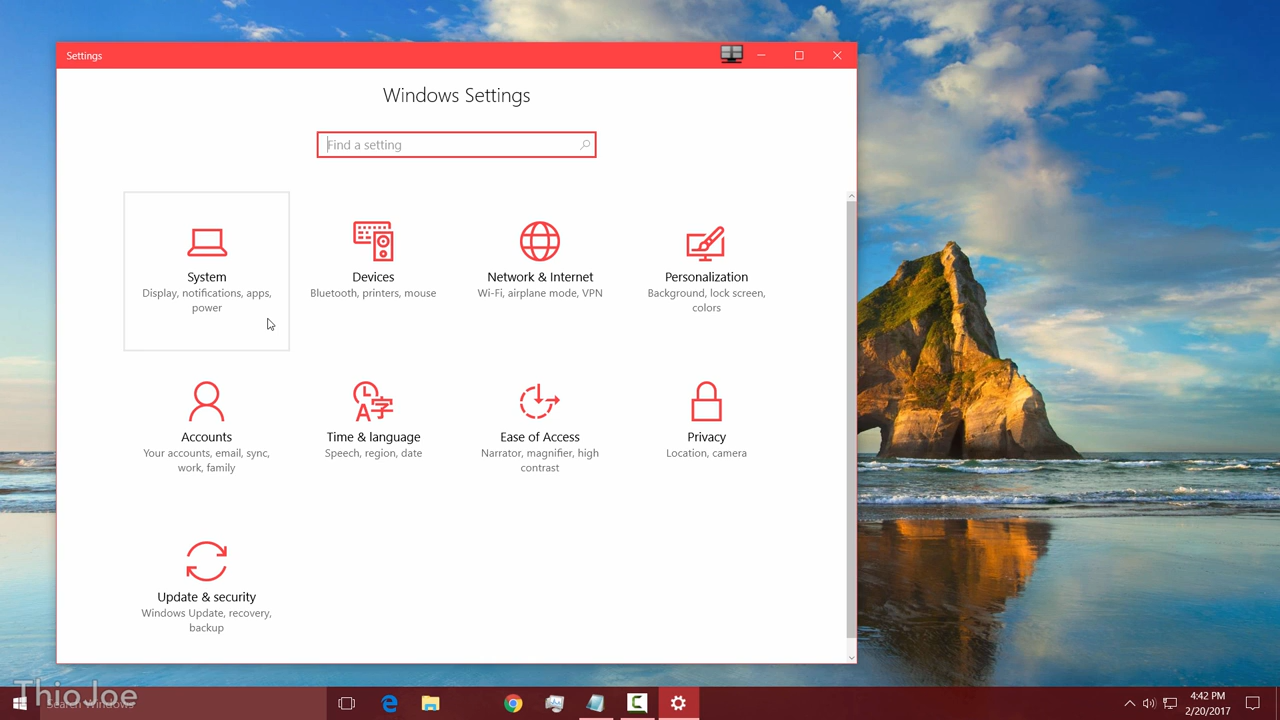 Settings
Windows Settings
Find a setting
System
Display, notifications, apps,
power
Devices
Bluetooth, printers, mouse
Network & Internet
Wi-Fi, airplane mode, VPN
Personalization
Background, lock screen,
colors
Accounts
Your accounts, email, sync,
work, family
Time & language
Speech, region, date
Ease of Access
Narrator, magnifier, high
contrast
Privacy
Location, camera
Update & security
Windows Update, recovery,
backup
ThioJoe
Search Windows
4:42 PM
2/20/2017